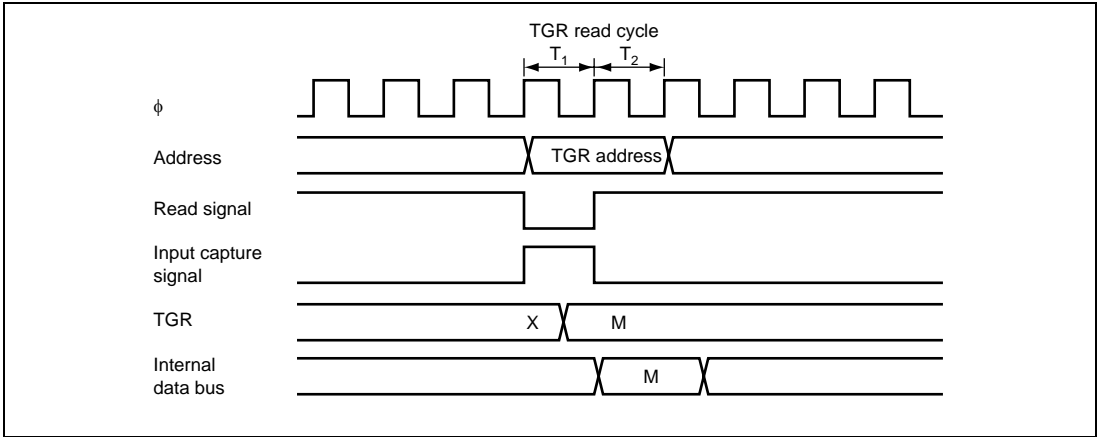 TGR read cycle
T1 T2
ϕ
Address TGR address
Read signal
Input capture
signal
TGR X M
Internal
data bus M